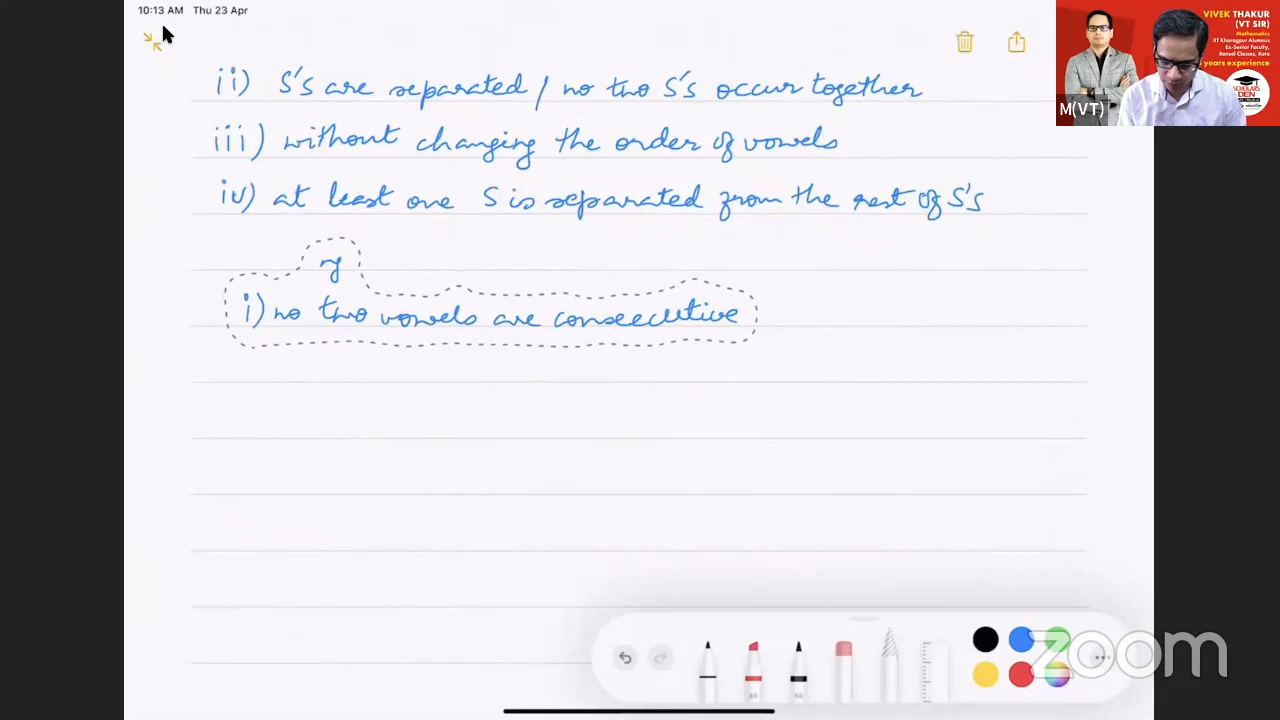 10:13 AM Thu 23 Apr
ii) S's are separated / no two S's occur together
iii) without changing the order of vowels
iv) at least one S is separated from the rest of S's
i) no two vowels are consecutive
VIVEK THAKUR
(VT SIR)
Mathematics
IIT Kharagpur Alumnus
Ex-Senior Faculty,
Bansal Classes, Kota
years experience
SCHOLARS
DEN
M(VT)
zoom